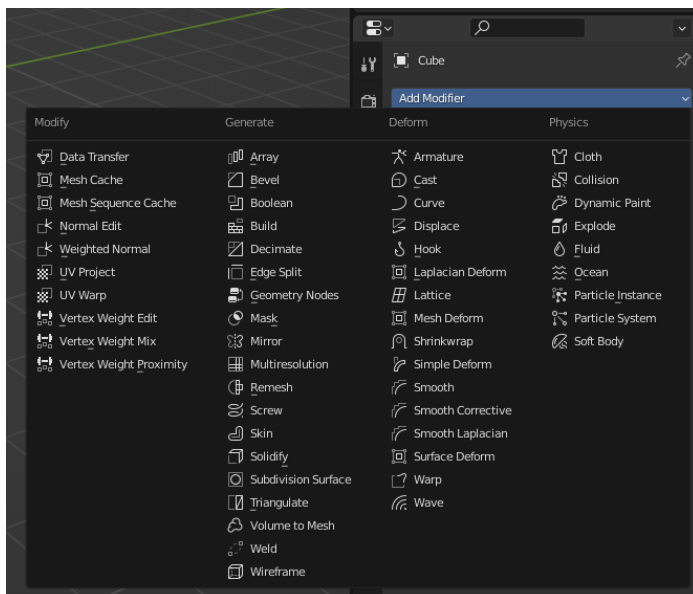 Cube
Add Modifier
Modify
Data Transfer
Mesh Cache
Mesh Sequence Cache
Normal Edit
Weighted Normal
UV Project
UV Warp
Vertex Weight Edit
Vertex Weight Mix
Vertex Weight Proximity
Generate
Array
Bevel
Boolean
Build
Decimate
Edge Split
Geometry Nodes
Mask
Mirror
Multiresolution
Remesh
Screw
Skin
Solidify
Subdivision Surface
Triangulate
Volume to Mesh
Weld
Wireframe
Deform
Armature
Cast
Curve
Displace
Hook
Laplacian Deform
Lattice
Mesh Deform
Shrinkwrap
Simple Deform
Smooth
Smooth Corrective
Smooth Laplacian
Surface Deform
Warp
Wave
Physics
Cloth
Collision
Dynamic Paint
Explode
Fluid
Ocean
Particle Instance
Particle System
Soft Body